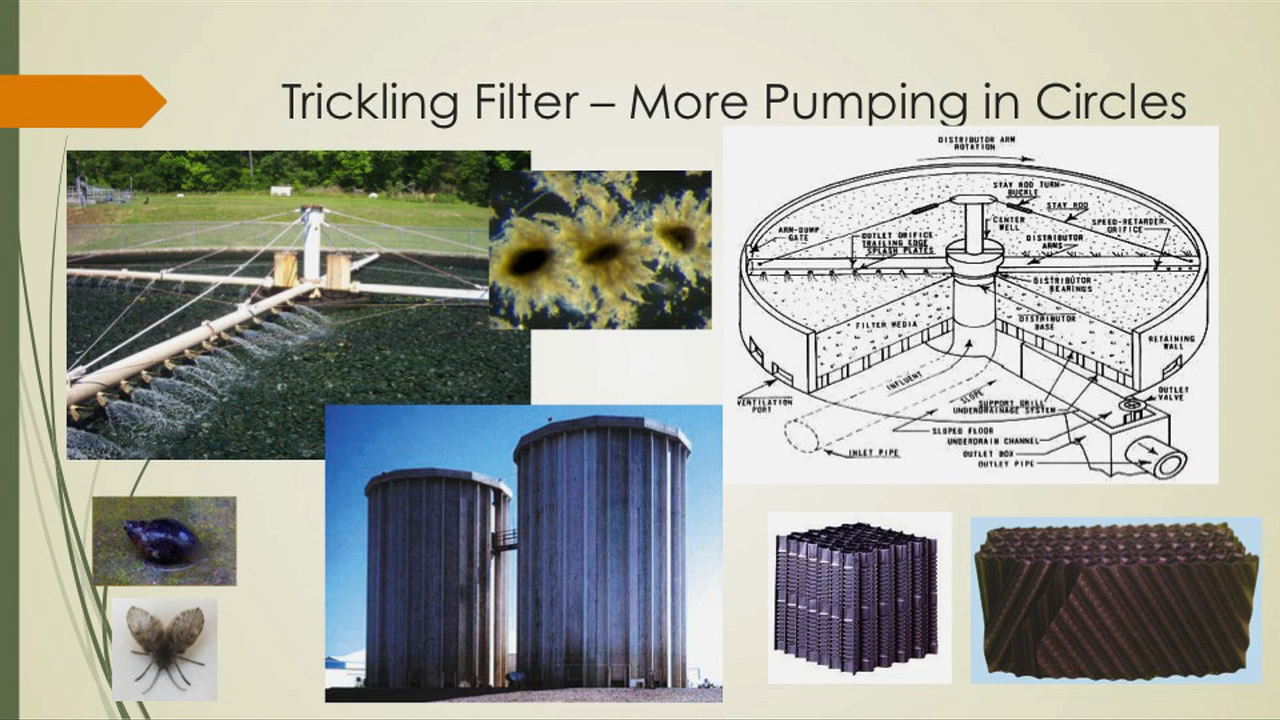 Trickling Filter – More Pumping in Circles
DISTRIBUTOR ARM
ROTATION
STAY ROD TURN-
BUCKLE
STAY ROD
ARM-DUMP
GATE
OUTLET ORIFICE
TRAILING EDGE
SPLASH PLATES
CENTER
WELL
SPEED-RETARDER
ORIFICE
DISTRIBUTOR
ARMS
DISTRIBUTOR
BEARINGS
FILTER MEDIA
DISTRIBUTOR
BASE
RETAINING
WALL
VENTILATION
PORT
INFLUENT
SLOPE
SUPPORT GRILL
UNDERDRAINAGE SYSTEM
OUTLET
VALVE
SLOPED FLOOR
UNDERDRAIN CHANNEL
INLET PIPE
OUTLET BOX
OUTLET PIPE